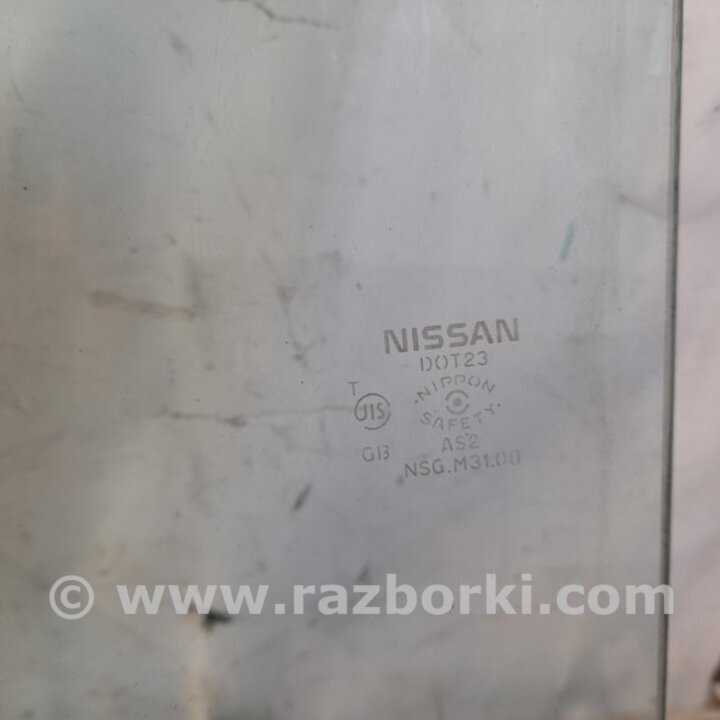 NISSAN
DOT23
T
NIPPON
JIS
SAFETY
AS2
GB
NSG.M31.08
© www.razborki.com